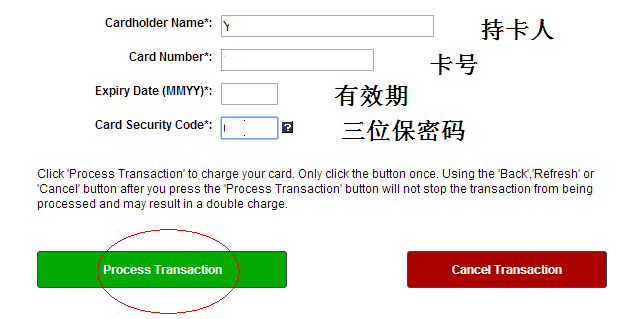 Cardholder Name*: Y 持卡人
Card Number*: 卡号
Expiry Date (MMYY)*: 有效期
Card Security Code*: ? 三位保密码
Click 'Process Transaction' to charge your card. Only click the button once. Using the 'Back','Refresh' or
'Cancel' button after you press the 'Process Transaction' button will not stop the transaction from being
processed and may result in a double charge.
Process Transaction Cancel Transaction